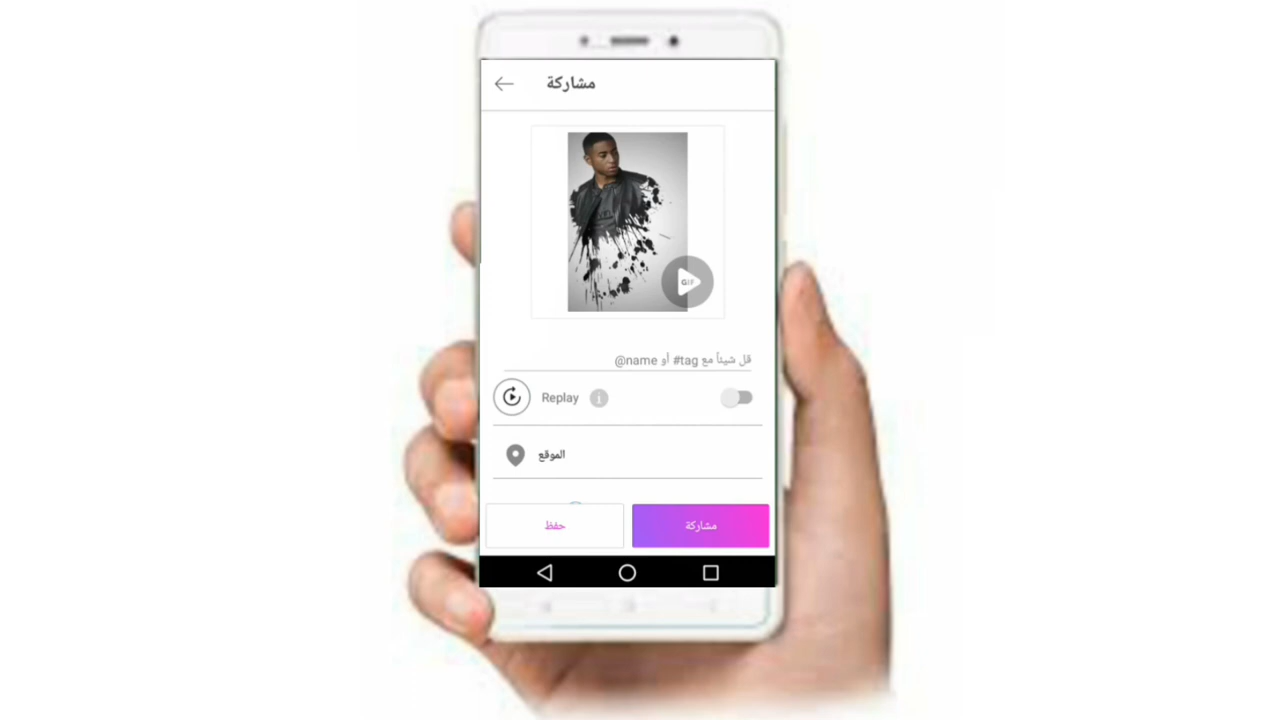 مشاركة
GIF
قل شيئاً مع tag# أو name@
Replay
الموقع
حفظ
مشاركة